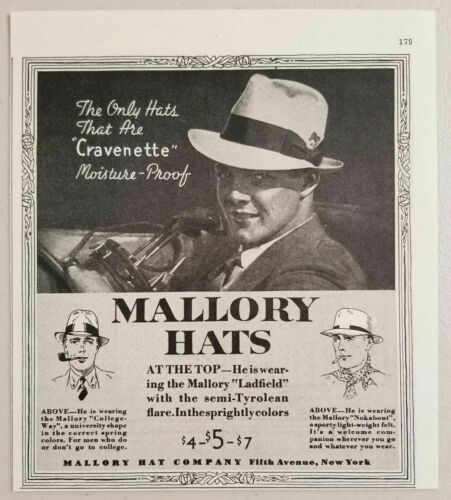 179
The Only Hats
That Are
"Cravenette"
Moisture-Proof
MALLORY
HATS
AT THE TOP—He is wear-
ing the Mallory "Ladfield"
with the semi-Tyrolean
flare. In the sprightly colors
$4—$5—$7
ABOVE—He is wearing
the Mallory "College-
Way", a university shape
in the correct spring
colors. For men who do
or don't go to college.
ABOVE—He is wearing
the Mallory "Nokabout",
a sporty light-weight felt.
It's a welcome com-
panion wherever you go
and whatever you wear.
MALLORY HAT COMPANY Fifth Avenue, New York